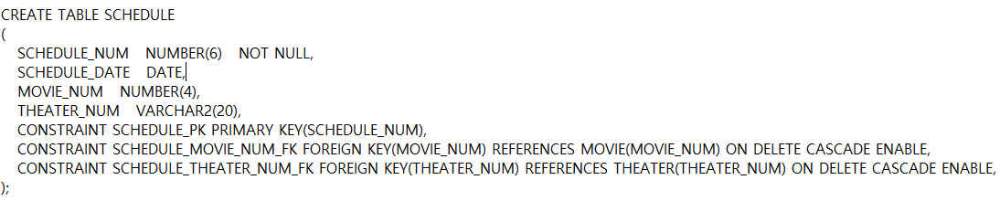 CREATE TABLE SCHEDULE
(
SCHEDULE_NUM NUMBER(6) NOT NULL,
SCHEDULE_DATE DATE,
MOVIE_NUM NUMBER(4),
THEATER_NUM VARCHAR2(20),
CONSTRAINT SCHEDULE_PK PRIMARY KEY(SCHEDULE_NUM),
CONSTRAINT SCHEDULE_MOVIE_NUM_FK FOREIGN KEY(MOVIE_NUM) REFERENCES MOVIE(MOVIE_NUM) ON DELETE CASCADE ENABLE,
CONSTRAINT SCHEDULE_THEATER_NUM_FK FOREIGN KEY(THEATER_NUM) REFERENCES THEATER(THEATER_NUM) ON DELETE CASCADE ENABLE,
);